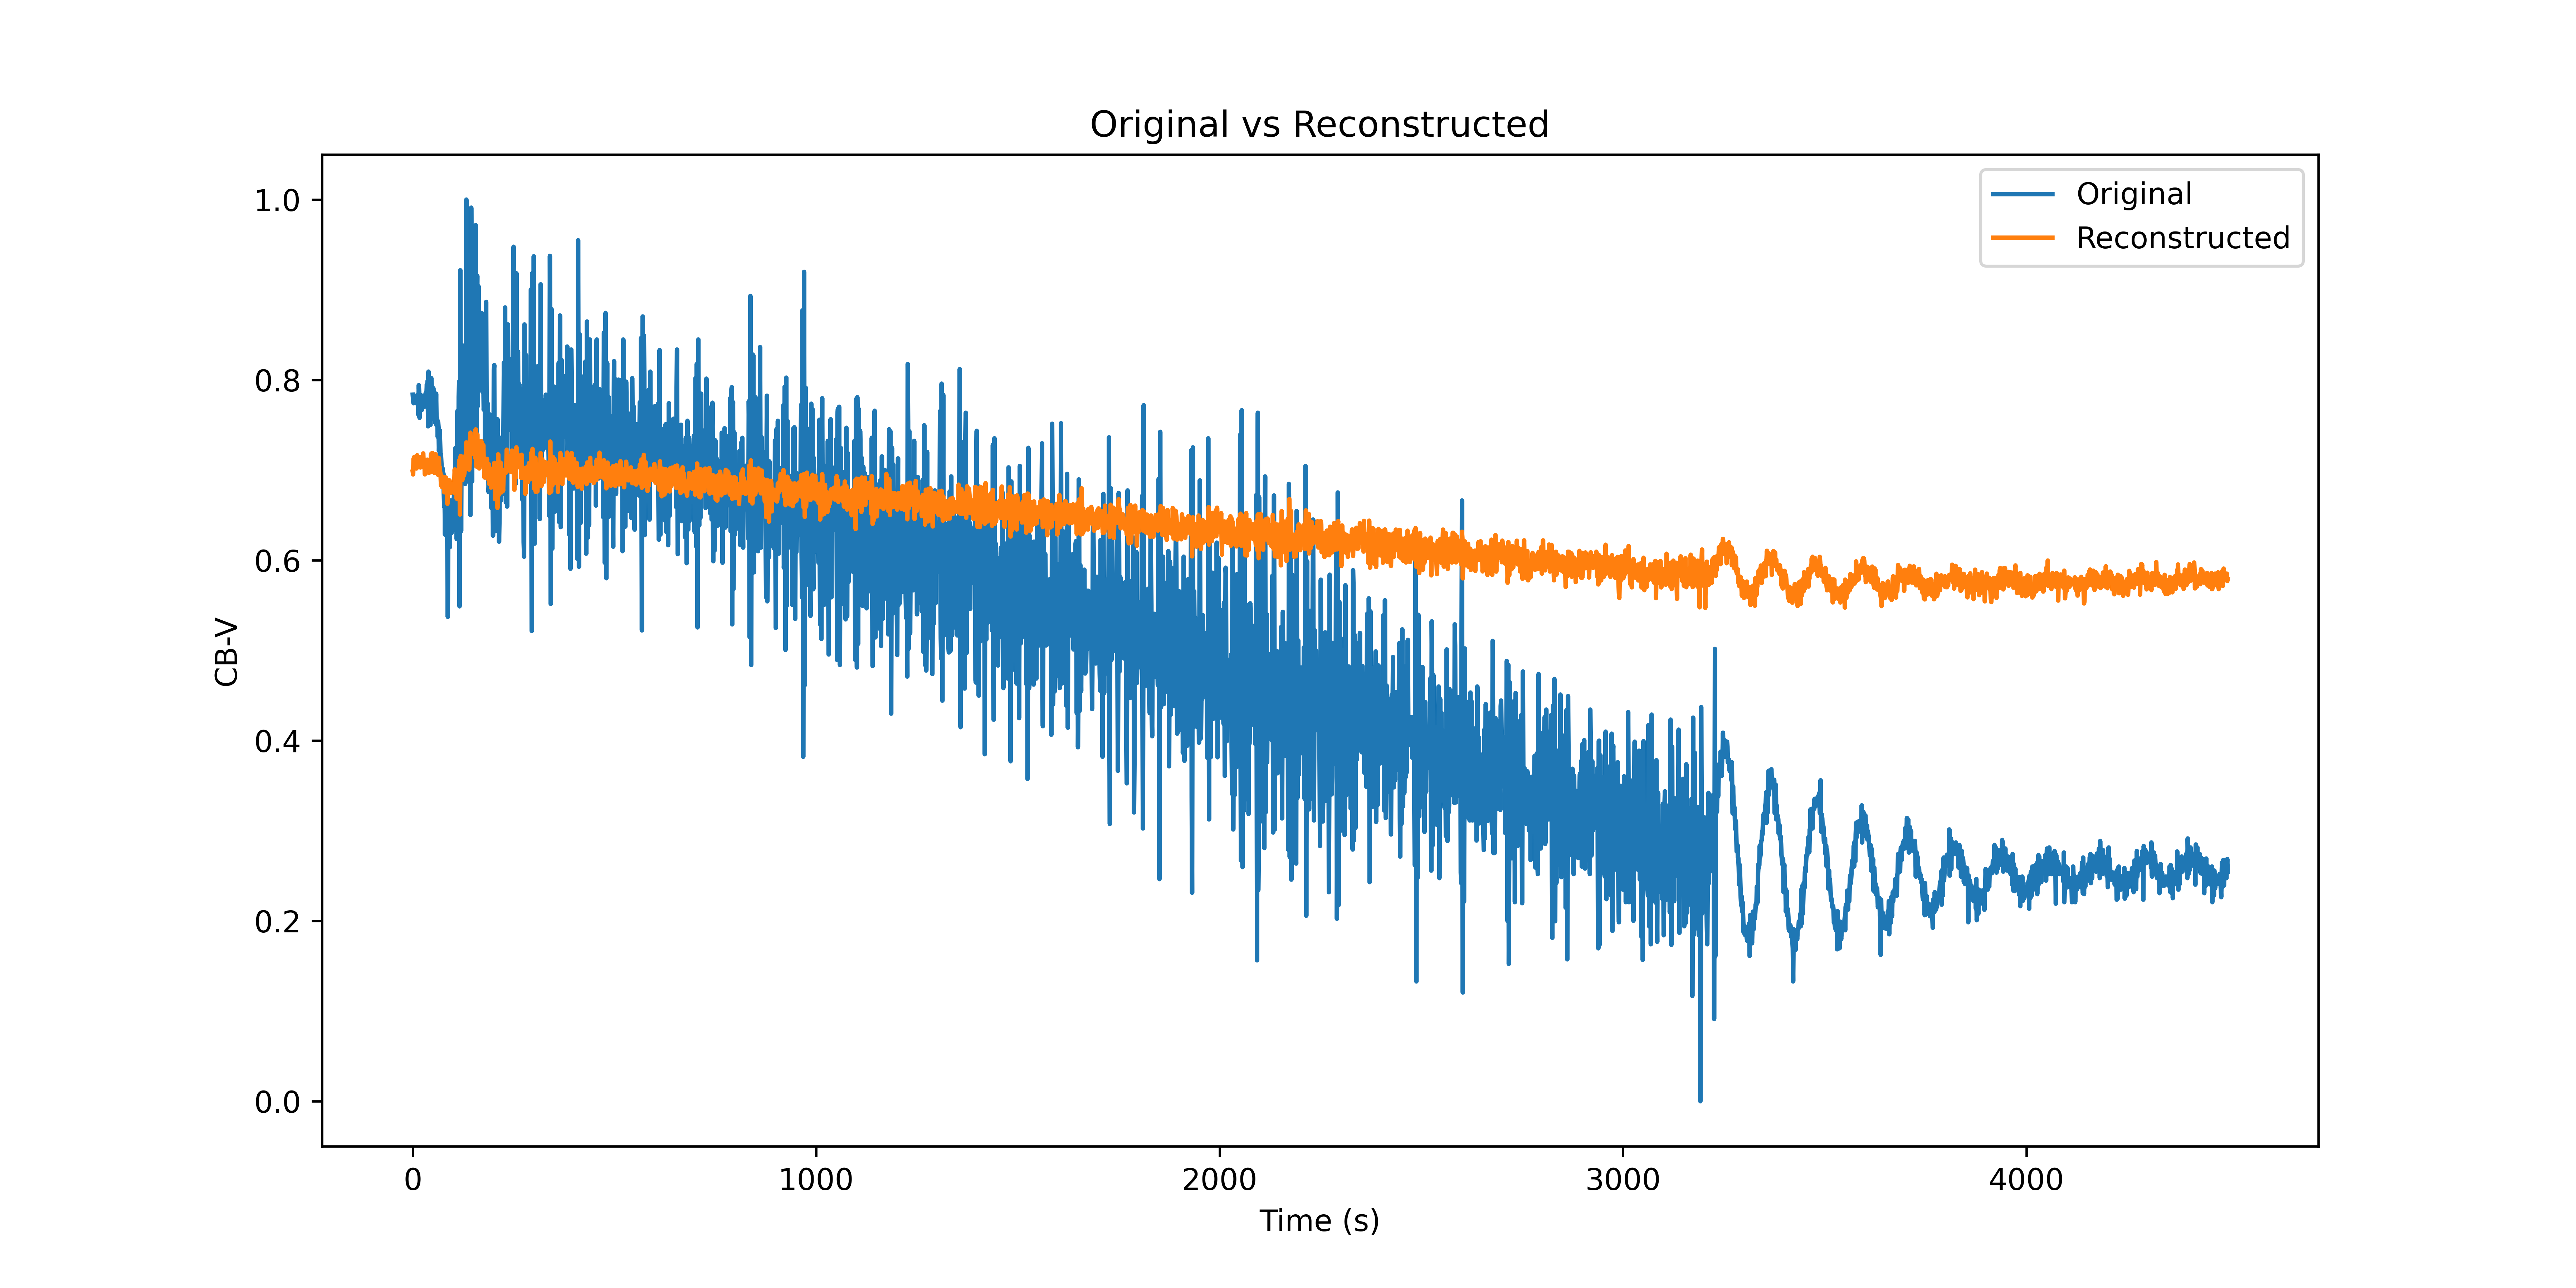 Original vs Reconstructed
Original
Reconstructed
1.0
0.8
0.6
0.4
0.2
0.0
CB-V
0 1000 2000 3000 4000
Time (s)